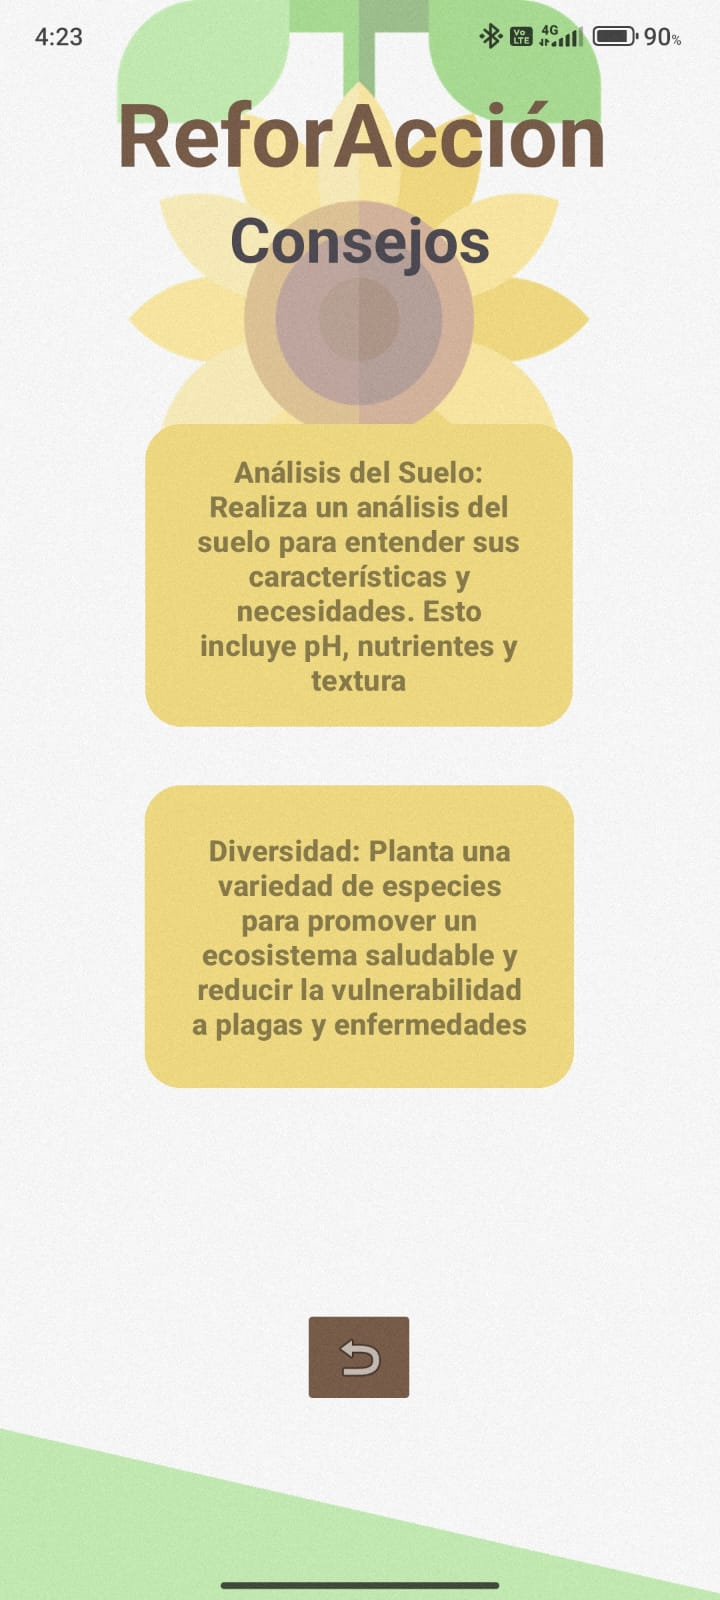 4:23
Vo LTE
4G
90%
ReforAcción
Consejos
Análisis del Suelo:
Realiza un análisis del
suelo para entender sus
características y
necesidades. Esto
incluye pH, nutrientes y
textura
Diversidad: Planta una
variedad de especies
para promover un
ecosistema saludable y
reducir la vulnerabilidad
a plagas y enfermedades